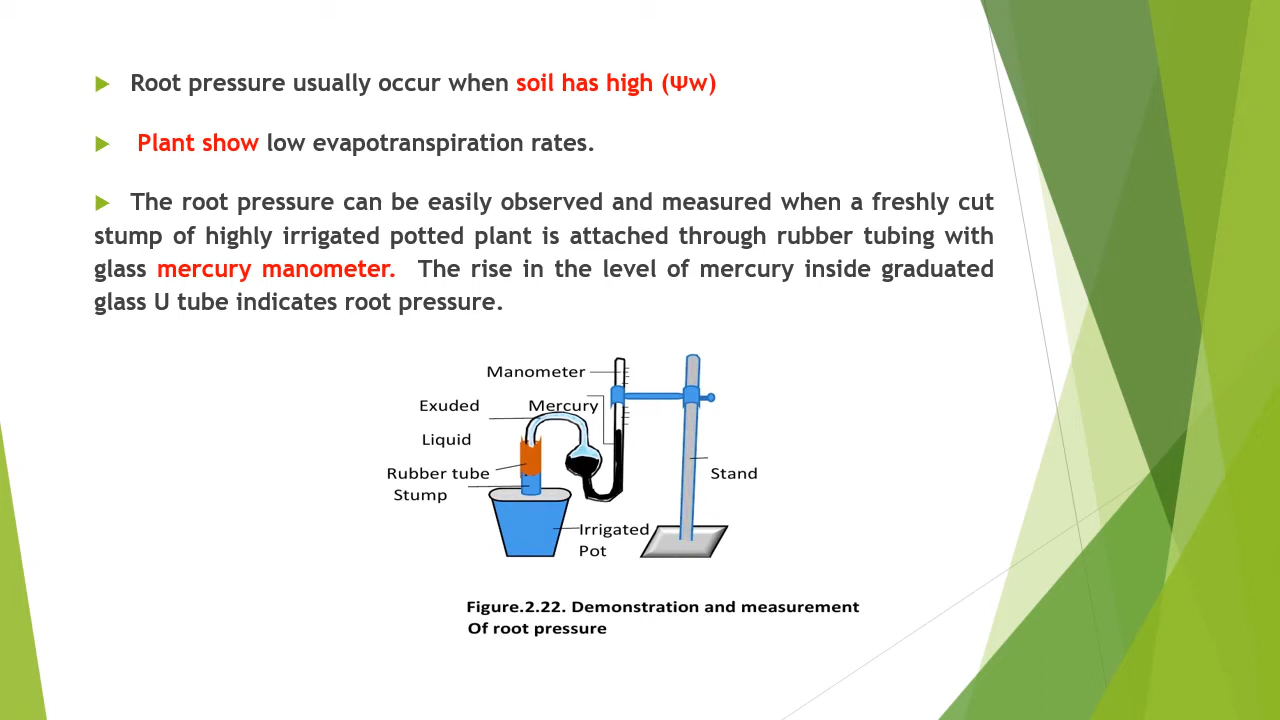 Root pressure usually occur when soil has high (Ψw)
Plant show low evapotranspiration rates.
The root pressure can be easily observed and measured when a freshly cut
stump of highly irrigated potted plant is attached through rubber tubing with
glass mercury manometer. The rise in the level of mercury inside graduated
glass U tube indicates root pressure.
Manometer
Exuded
Mercury
Liquid
Rubber tube
Stand
Stump
Irrigated
Pot
Figure.2.22. Demonstration and measurement
Of root pressure